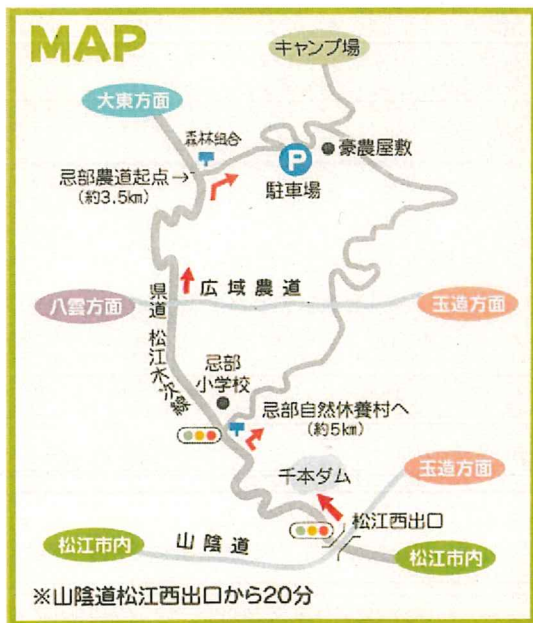 MAP
キャンプ場
大東方面
森林組合
P
豪農屋敷
忌部農道起点→
(約3.5km)
駐車場
八雲方面
広域農道
玉造方面
県道 松江木次線
忌部
小学校
忌部自然休養村へ
(約5km)
千本ダム
玉造方面
松江西出口
松江市内
山陰道
松江市内
※山陰道松江西出口から20分